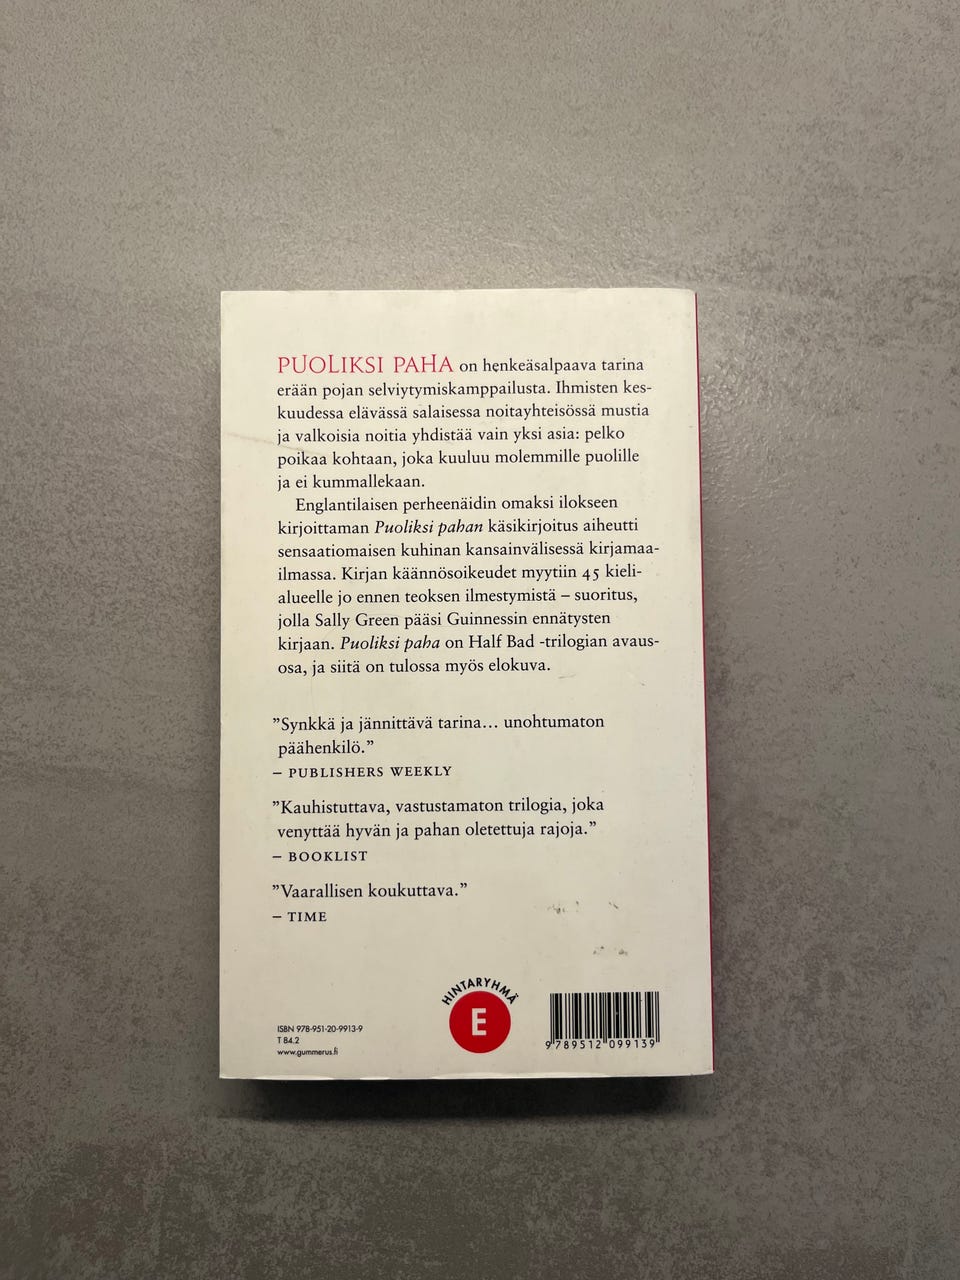 PUOLIKSI PAHA on henkeäsalpaava tarina
erään pojan selviytymiskamppailusta. Ihmisten kes-
kuudessa elävässä salaisessa noitayhteisössä mustia
ja valkoisia noitia yhdistää vain yksi asia: pelko
poikaa kohtaan, joka kuuluu molemmille puolille
ja ei kummallekaan.
Englantilaisen perheenäidin omaksi ilokseen
kirjoittaman Puoliksi pahan käsikirjoitus aiheutti
sensaatiomaisen kuhinan kansainvälisessä kirjamaa-
ilmassa. Kirjan käännösoikeudet myytiin 45 kieli-
alueelle jo ennen teoksen ilmestymistä – suoritus,
jolla Sally Green pääsi Guinnessin ennätysten
kirjaan. Puoliksi paha on Half Bad -trilogian avaus-
osa, ja siitä on tulossa myös elokuva.
”Synkkä ja jännittävä tarina… unohtumaton
päähenkilö.”
– PUBLISHERS WEEKLY
”Kauhistuttava, vastustamaton trilogia, joka
venyttää hyvän ja pahan oletettuja rajoja.”
– BOOKLIST
”Vaarallisen koukuttava.”
– TIME
HINTARYHMÄ
E
ISBN 978-951-20-9913-9
T 84.2
www.gummerus.fi
9 789512 099139